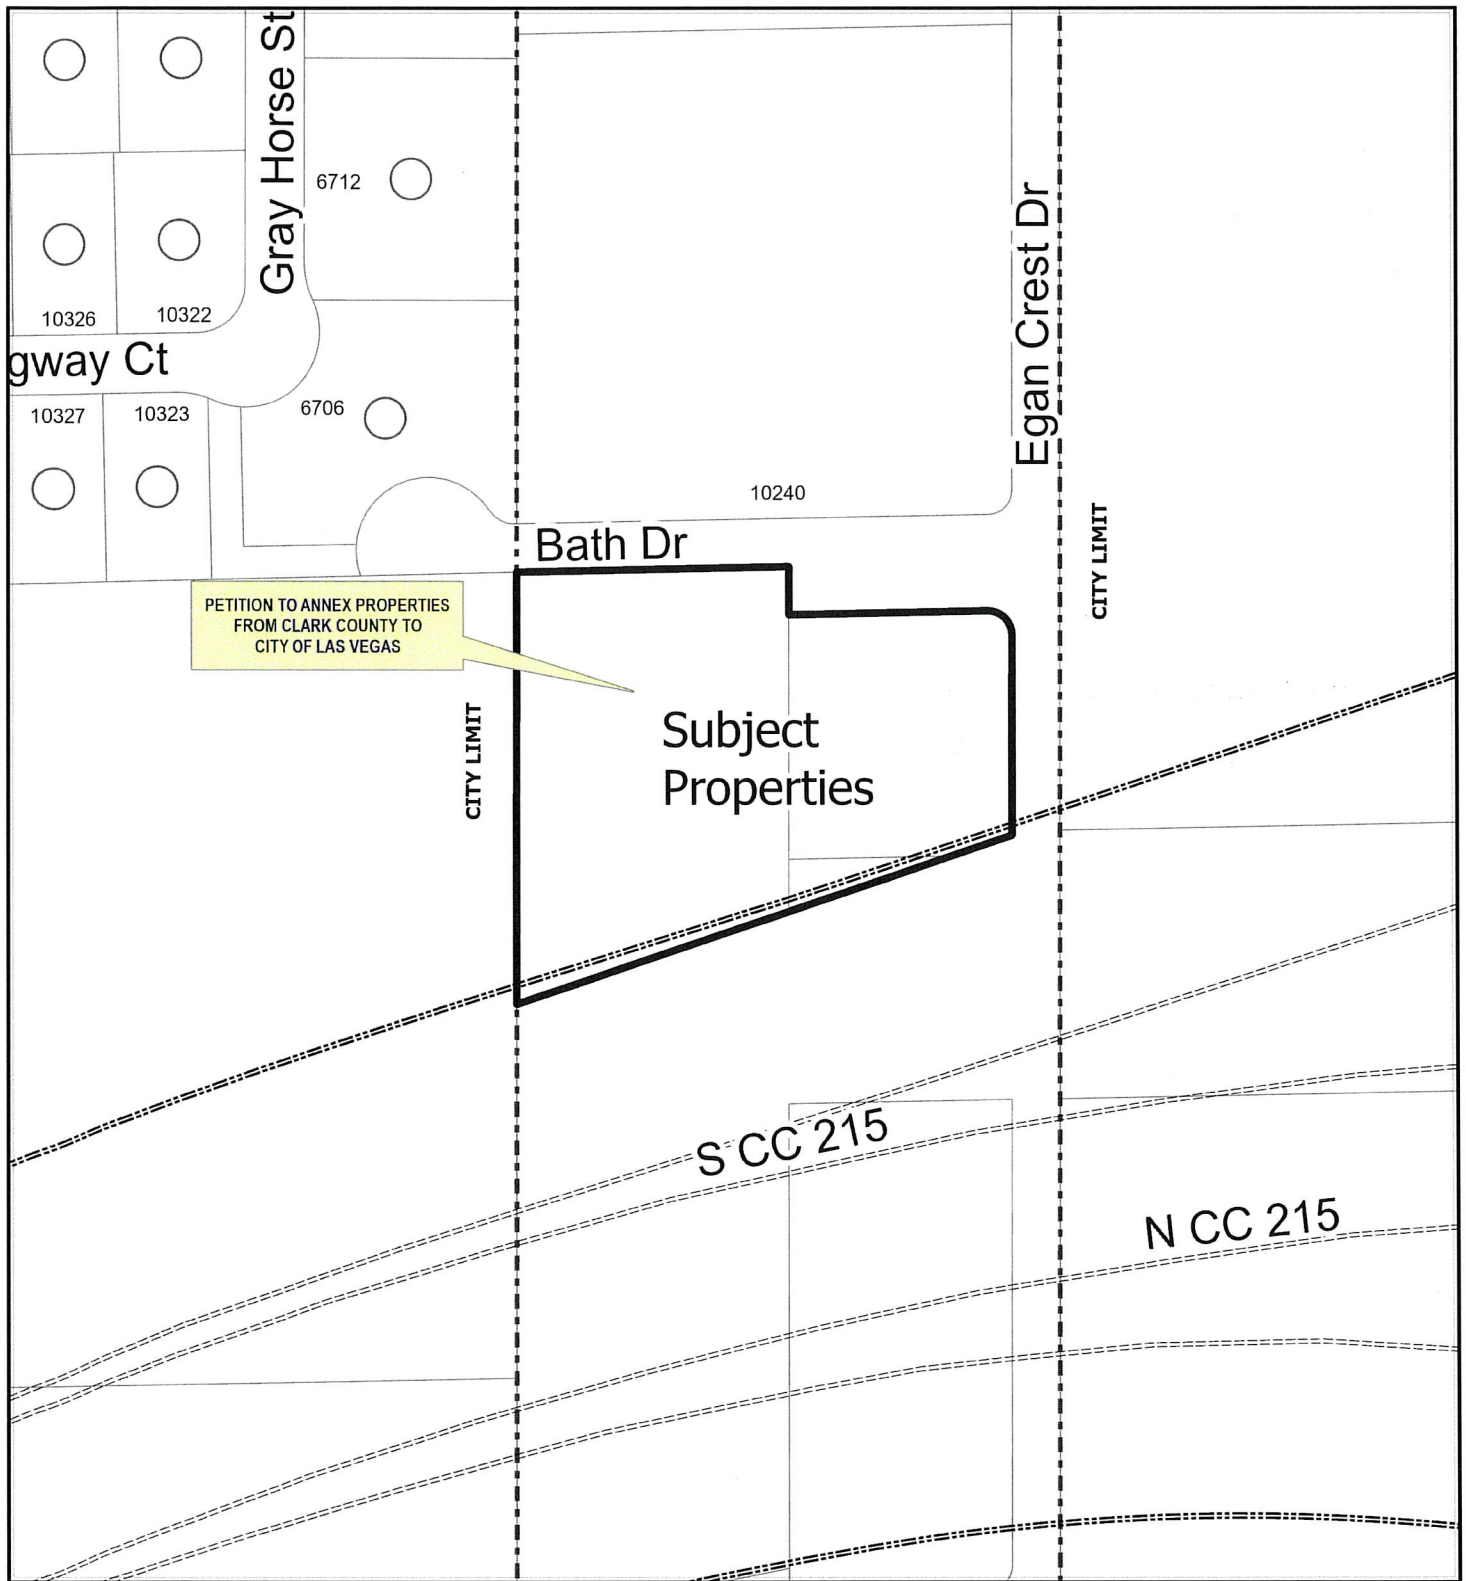 Gray Horse St
6712
10326
10322
gway Ct
10327
10323
6706
Egan Crest Dr
10240
Bath Dr
CITY LIMIT
PETITION TO ANNEX PROPERTIES
FROM CLARK COUNTY TO
CITY OF LAS VEGAS
CITY LIMIT
Subject
Properties
S CC 215
N CC 215